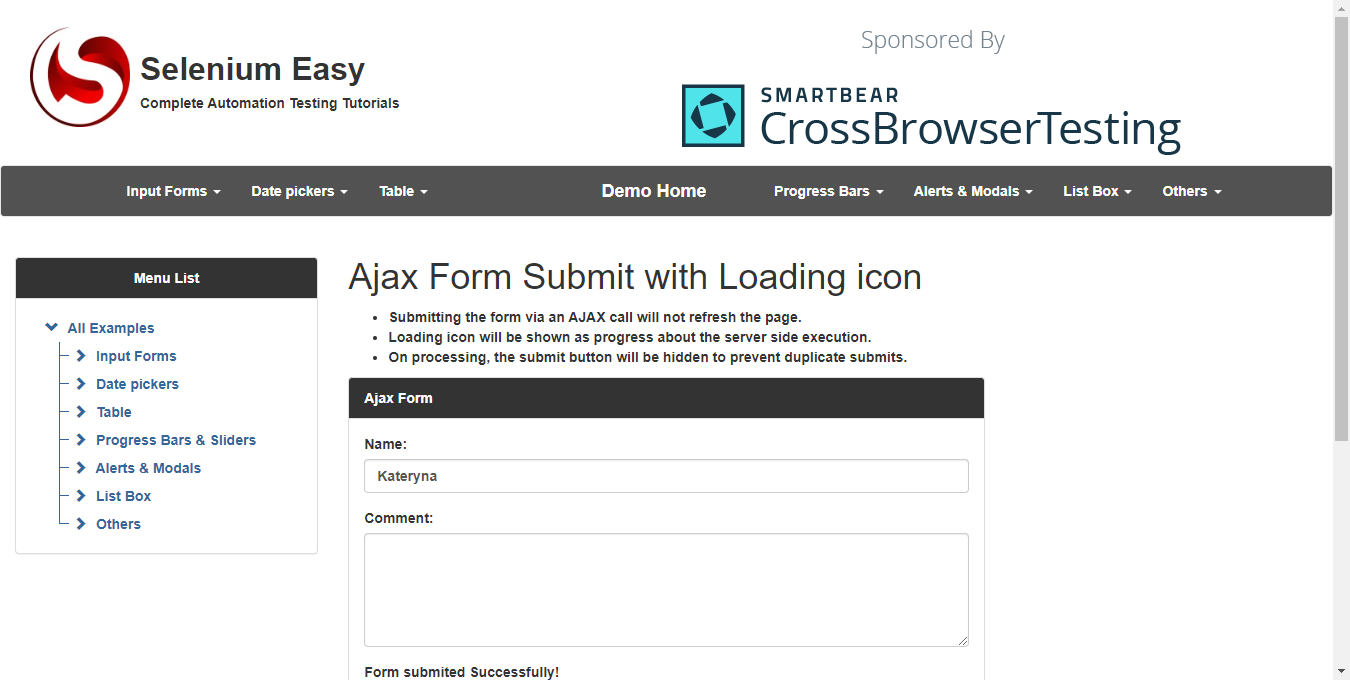 Selenium Easy
Complete Automation Testing Tutorials
Sponsored By
SMARTBEAR
CrossBrowserTesting
Input Forms
Date pickers
Table
Demo Home
Progress Bars
Alerts & Modals
List Box
Others
Menu List
All Examples
Input Forms
Date pickers
Table
Progress Bars & Sliders
Alerts & Modals
List Box
Others
Ajax Form Submit with Loading icon
Submitting the form via an AJAX call will not refresh the page.
Loading icon will be shown as progress about the server side execution.
On processing, the submit button will be hidden to prevent duplicate submits.
Ajax Form
Name:
Kateryna
Comment:
Form submited Successfully!